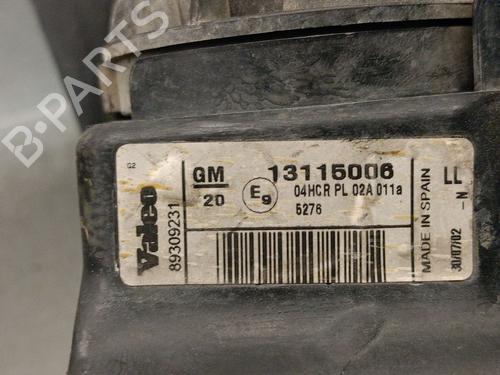 B-PARTS
G2
Valeo
89309231
GM
20
13115006
E9
04HCR PL 02A 011a
5276
MADE IN SPAIN
LL
-N
30/07/02